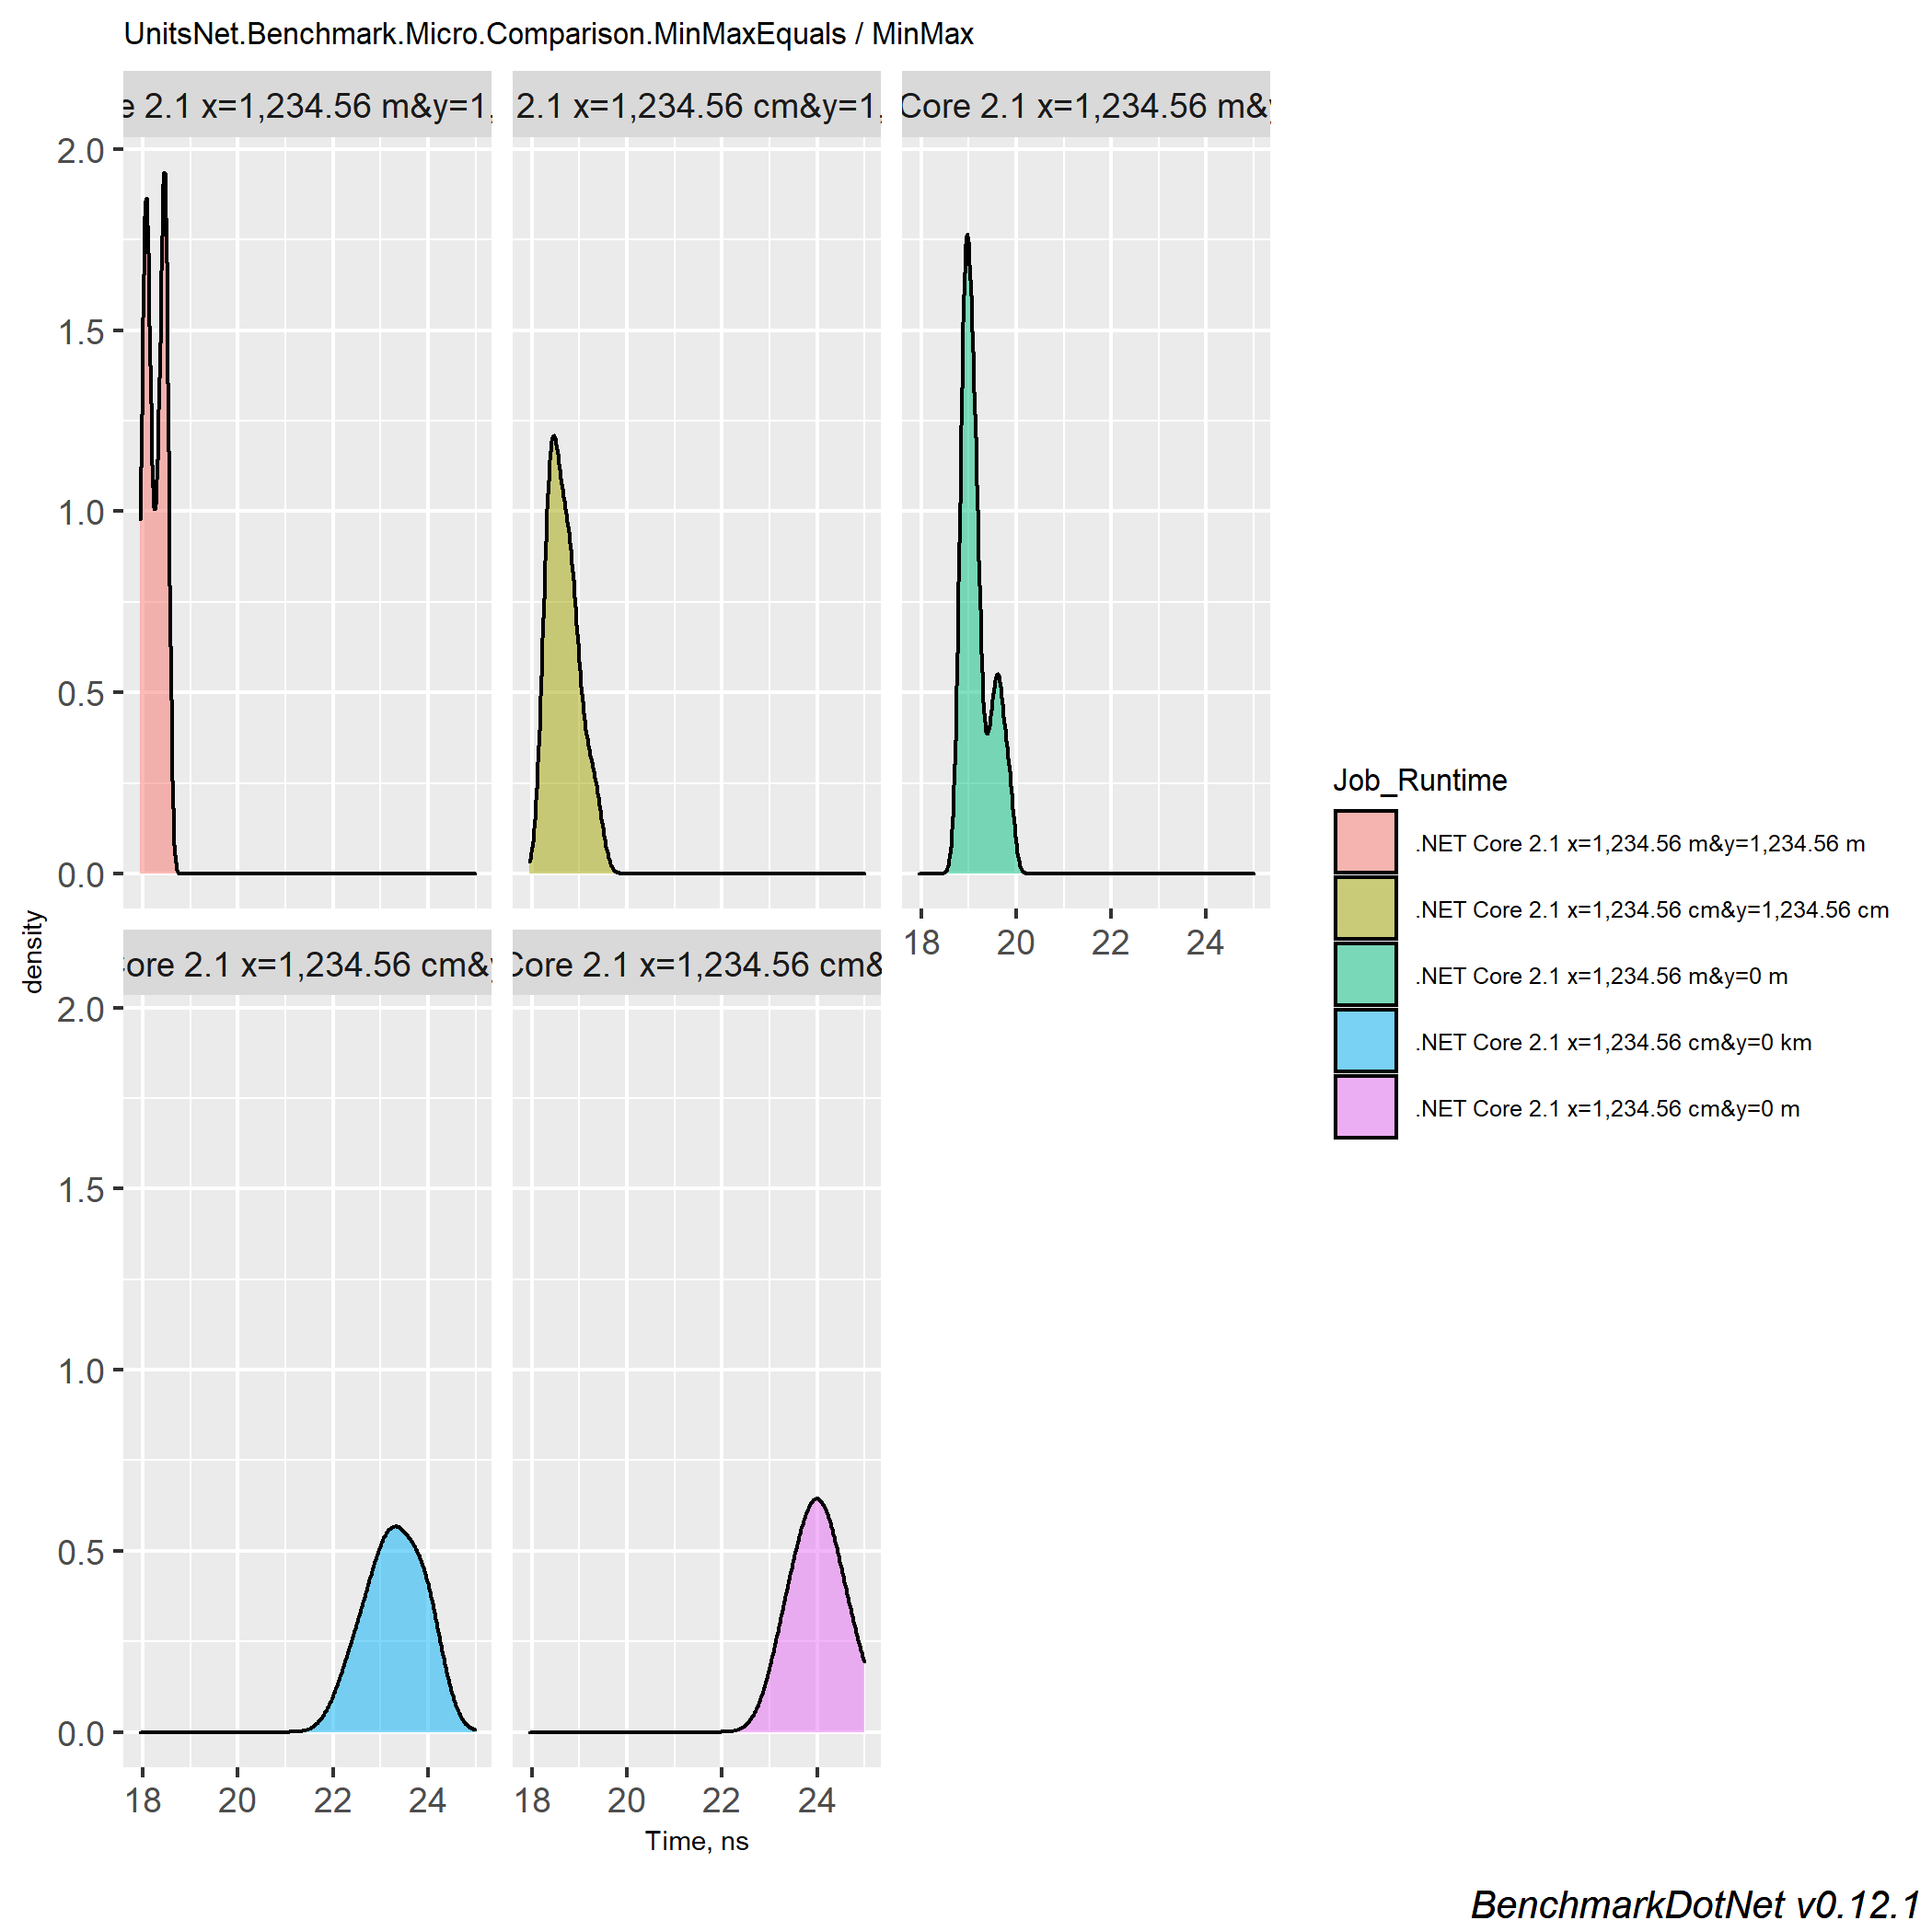 UnitsNet.Benchmark.Micro.Comparison.MinMaxEquals / MinMax
e 2.1 x=1,234.56 m&y=1,
2.1 x=1,234.56 cm&y=1,
Core 2.1 x=1,234.56 m&y
2.0
1.5
1.0
0.5
0.0
18 20 22 24
density
Core 2.1 x=1,234.56 cm&y
Core 2.1 x=1,234.56 cm&
2.0
1.5
1.0
0.5
0.0
18 20 22 24
18 20 22 24
Time, ns
Job_Runtime
.NET Core 2.1 x=1,234.56 m&y=1,234.56 m
.NET Core 2.1 x=1,234.56 cm&y=1,234.56 cm
.NET Core 2.1 x=1,234.56 m&y=0 m
.NET Core 2.1 x=1,234.56 cm&y=0 km
.NET Core 2.1 x=1,234.56 cm&y=0 m
BenchmarkDotNet v0.12.1